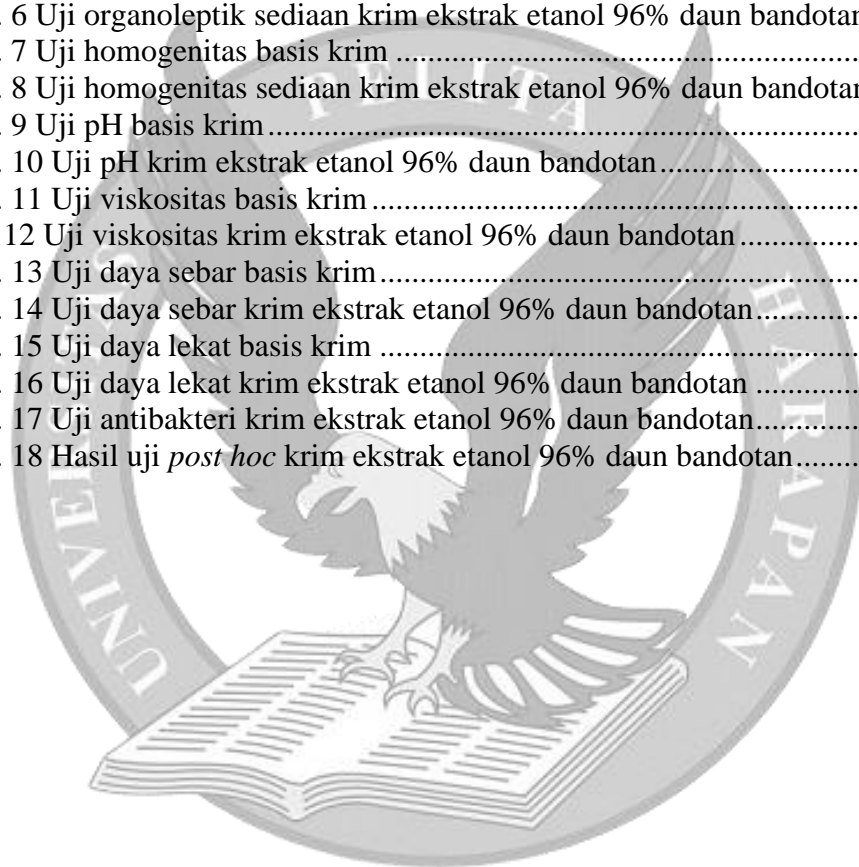 . 6 Uji organoleptik sediaan krim ekstrak etanol 96% daun bandotan
. 7 Uji homogenitas basis krim ....................................................................
. 8 Uji homogenitas sediaan krim ekstrak etanol 96% daun bandotan
. 9 Uji pH basis krim ....................................................................
. 10 Uji pH krim ekstrak etanol 96% daun bandotan ............................
. 11 Uji viskositas basis krim ....................................................................
12 Uji viskositas krim ekstrak etanol 96% daun bandotan .................
. 13 Uji daya sebar basis krim ....................................................................
. 14 Uji daya sebar krim ekstrak etanol 96% daun bandotan ..............
. 15 Uji daya lekat basis krim ....................................................................
. 16 Uji daya lekat krim ekstrak etanol 96% daun bandotan ..............
. 17 Uji antibakteri krim ekstrak etanol 96% daun bandotan ..............
. 18 Hasil uji post hoc krim ekstrak etanol 96% daun bandotan .........
UNIVERSITAS PELITA HARAPAN